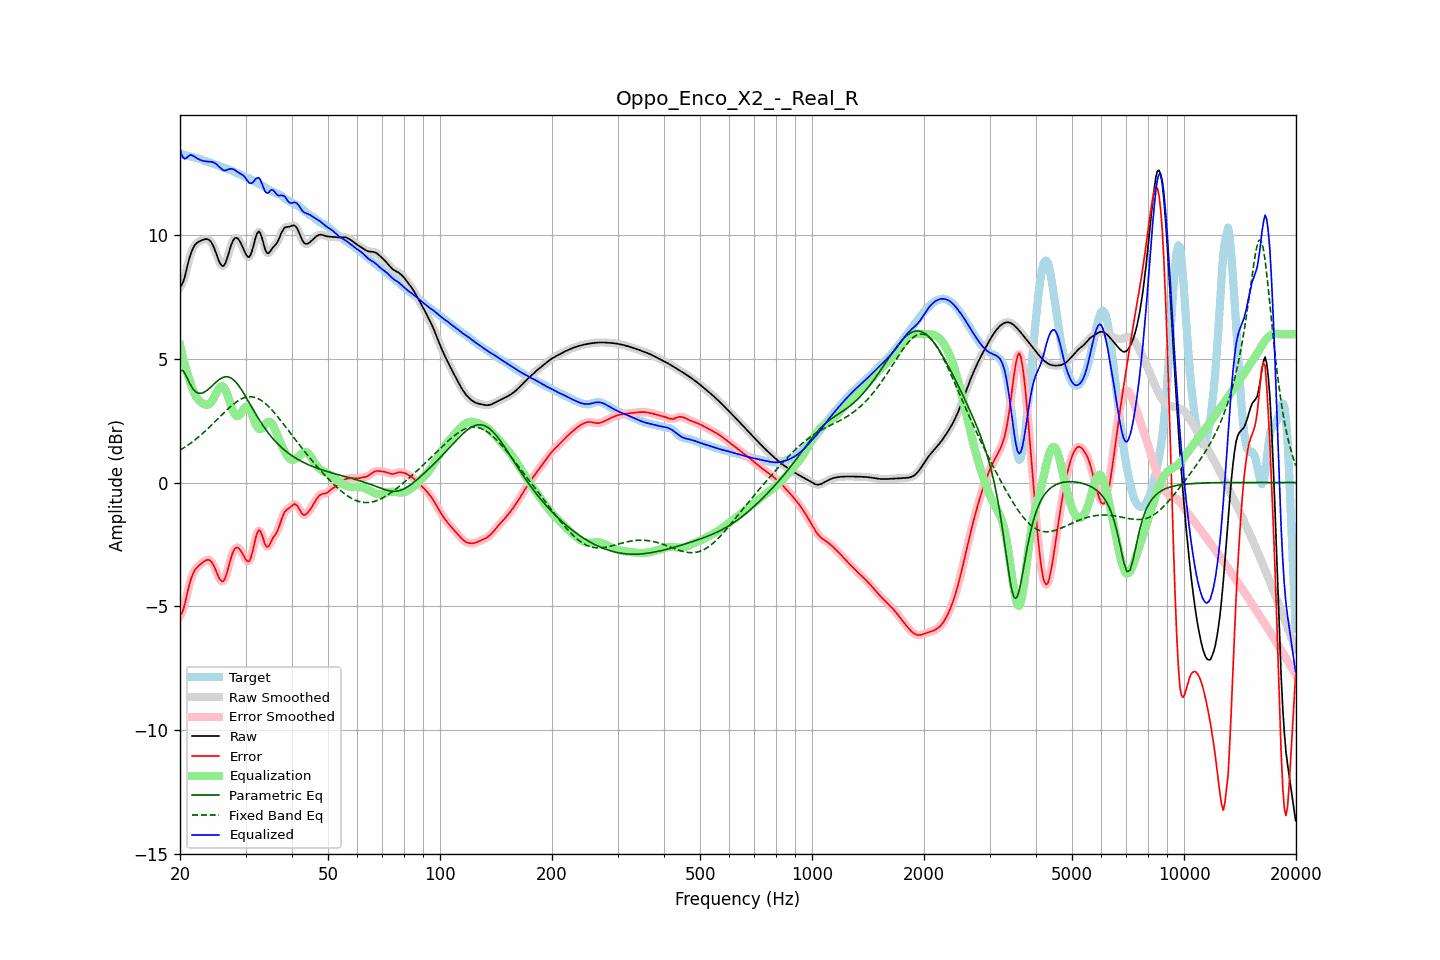 Oppo_Enco_X2_-_Real_R
Amplitude (dBr)
10
5
0
−5
−10
−15
Target
Raw Smoothed
Error Smoothed
Raw
Error
Equalization
Parametric Eq
Fixed Band Eq
Equalized
20 50 100 200 500 1000 2000 5000 10000 20000
Frequency (Hz)